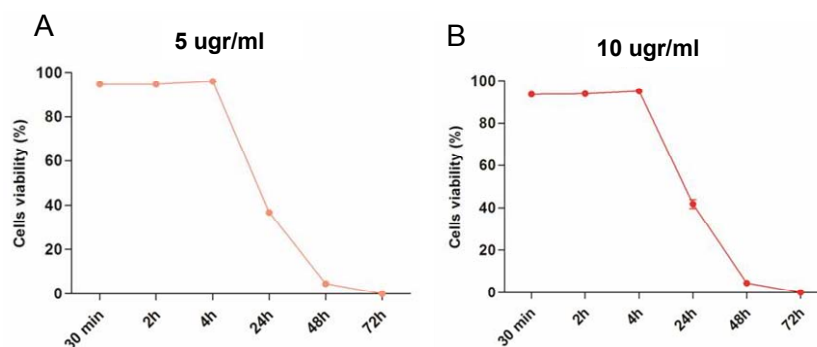 A
5 ugr/ml
Cells viability (%)
100
80
60
40
20
0
30 min
2h
4h
24h
48h
72h
B
10 ugr/ml
Cells viability (%)
100
80
60
40
20
0
30 min
2h
4h
24h
48h
72h